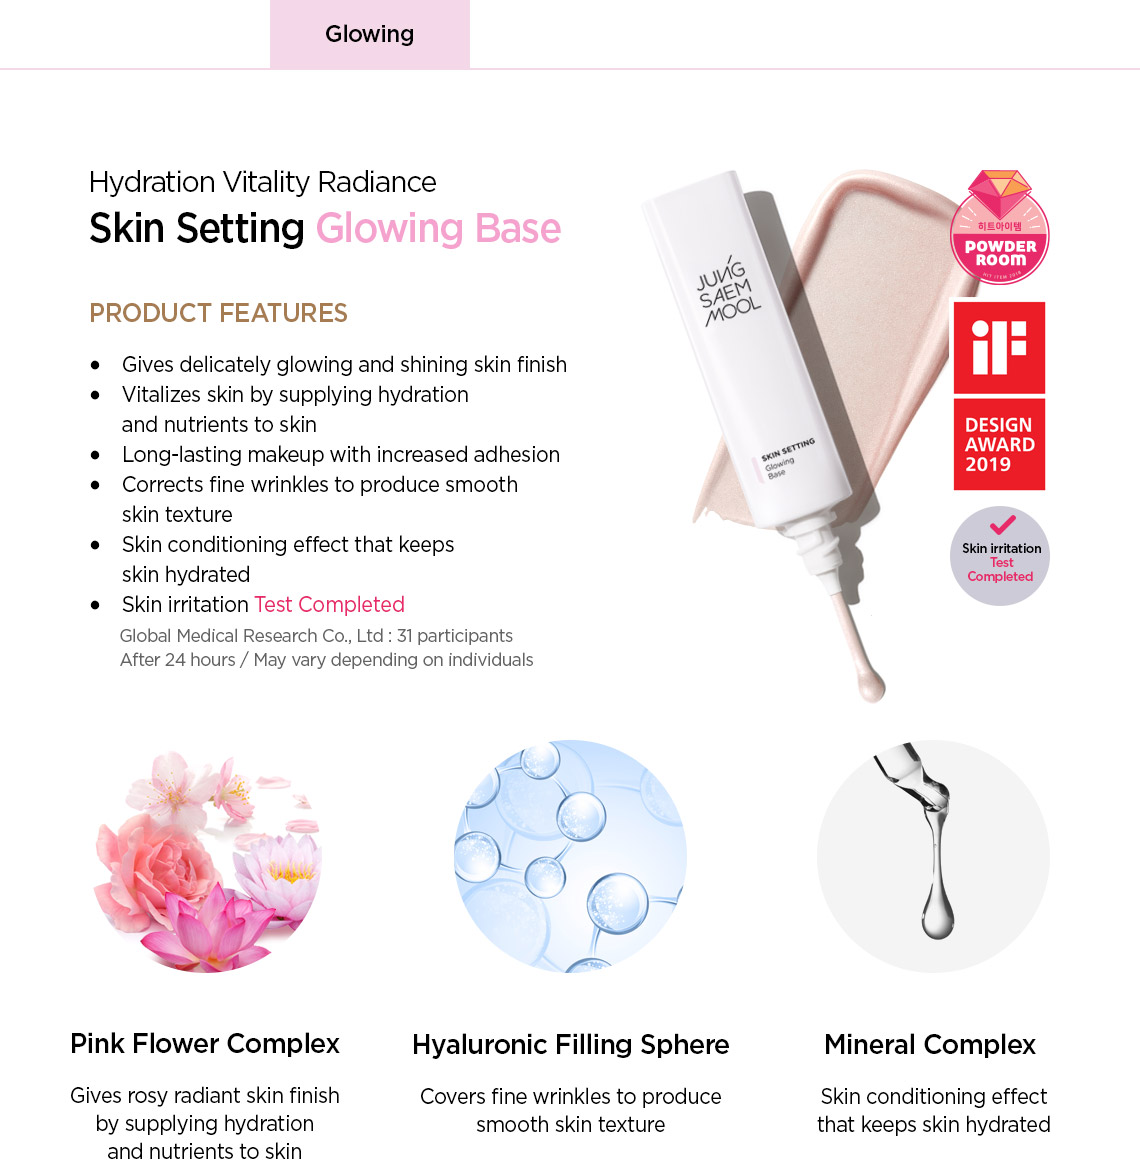 Glowing
Hydration Vitality Radiance
Skin Setting Glowing Base
PRODUCT FEATURES
• Gives delicately glowing and shining skin finish
• Vitalizes skin by supplying hydration
and nutrients to skin
• Long-lasting makeup with increased adhesion
• Corrects fine wrinkles to produce smooth
skin texture
• Skin conditioning effect that keeps
skin hydrated
• Skin irritation Test Completed
Global Medical Research Co., Ltd : 31 participants
After 24 hours / May vary depending on individuals
JUNG
SAEM
MOOL
SKIN SETTING
Glowing
Base
히트아이템
POWDER
ROOM
HIT ITEM 2018
iF
DESIGN
AWARD
2019
Skin irritation
Test
Completed
Pink Flower Complex
Gives rosy radiant skin finish
by supplying hydration
and nutrients to skin
Hyaluronic Filling Sphere
Covers fine wrinkles to produce
smooth skin texture
Mineral Complex
Skin conditioning effect
that keeps skin hydrated